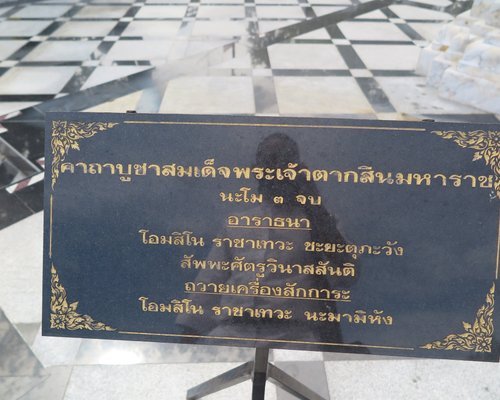 คาถาบูชาสมเด็จพระเจ้าตากสินมหาราช
นะโม ๓ จบ
อาราธนา
โอมสิโน ราชาเทวะ ชะยะตุภะวัง
สัพพะศัตรูวินาสสันติ
ถวายเครื่องสักการะ
โอมสิโน ราชาเทวะ นะมามิหัง